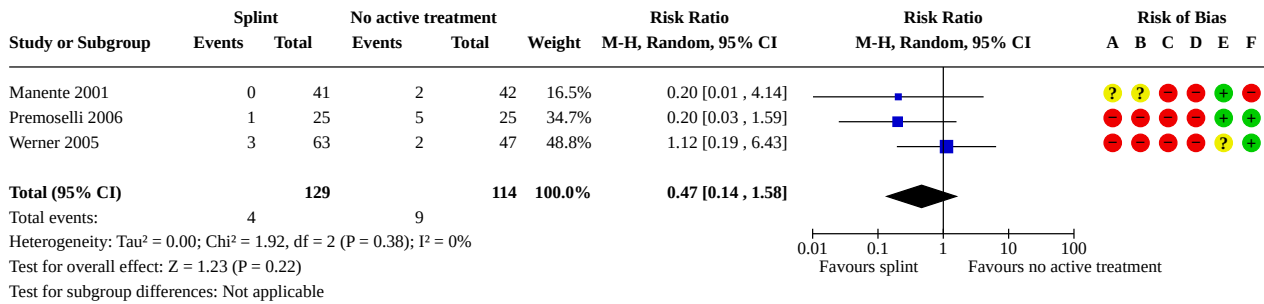 Splint No active treatment Risk Ratio Risk Ratio Risk of Bias
Study or Subgroup Events Total Events Total Weight M-H, Random, 95% CI M-H, Random, 95% CI A B C D E F
Manente 2001 0 41 2 42 16.5% 0.20 [0.01 , 4.14] ? ? − − + −
Premoselli 2006 1 25 5 25 34.7% 0.20 [0.03 , 1.59] − − − − + +
Werner 2005 3 63 2 47 48.8% 1.12 [0.19 , 6.43] − − − − ? +
Total (95% CI) 129 114 100.0% 0.47 [0.14 , 1.58]
Total events: 4 9
Heterogeneity: Tau² = 0.00; Chi² = 1.92, df = 2 (P = 0.38); I² = 0%
0.01 0.1 1 10 100
Test for overall effect: Z = 1.23 (P = 0.22) Favours splint Favours no active treatment
Test for subgroup differences: Not applicable